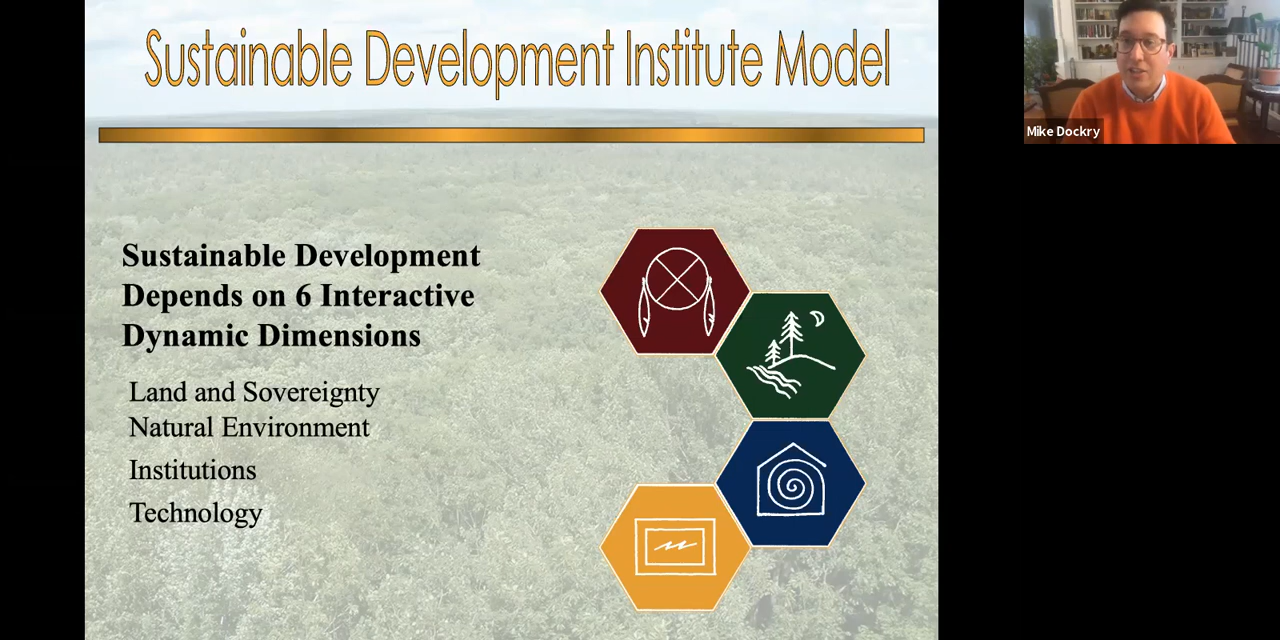 Sustainable Development Institute Model
Mike Dockry
Sustainable Development
Depends on 6 Interactive
Dynamic Dimensions
Land and Sovereignty
Natural Environment
Institutions
Technology